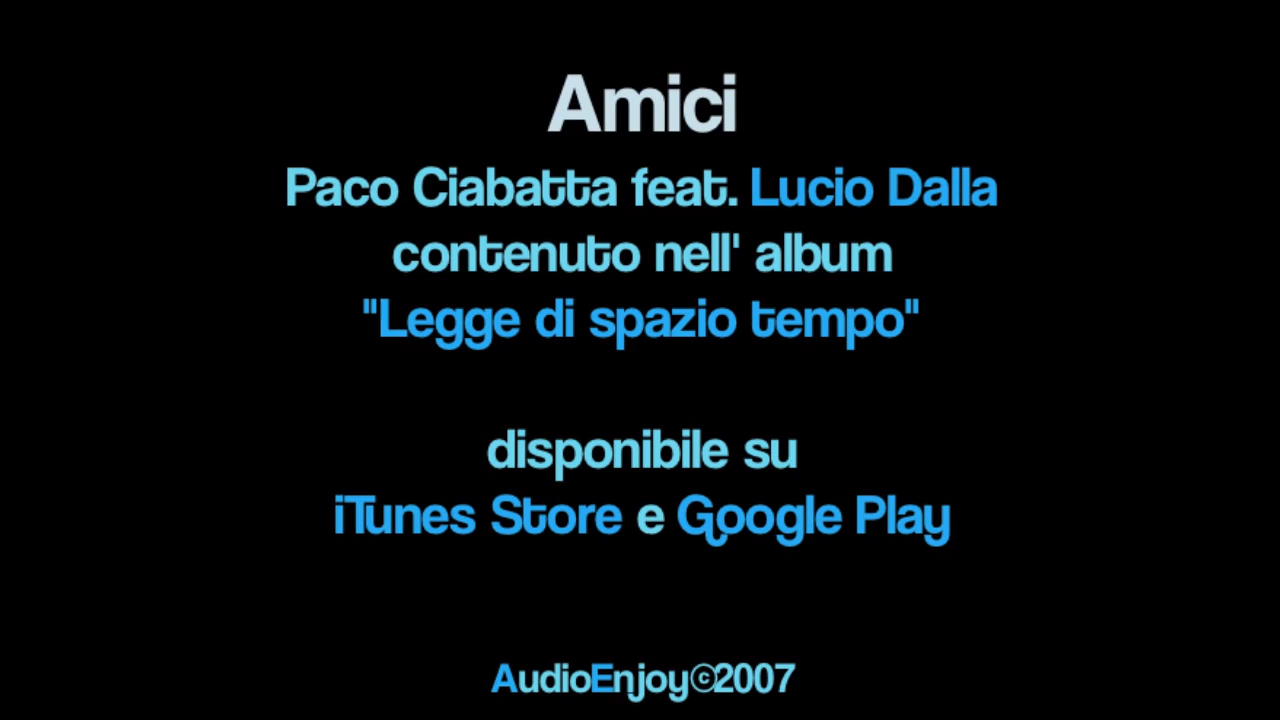 Amici
Paco Ciabatta feat. Lucio Dalla
contenuto nell' album
"Legge di spazio tempo"
disponibile su
iTunes Store e Google Play
AudioEnjoy©2007